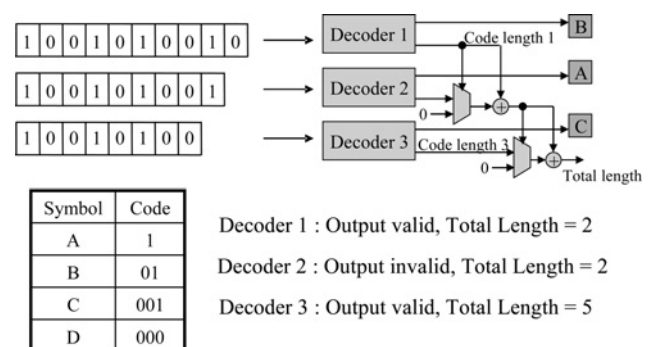 1 0 0 1 0 1 0 0 1 0
Decoder 1
B
Code length 1
1 0 0 1 0 1 0 0 1
Decoder 2
A
0
1 0 0 1 0 1 0 0
Decoder 3
Code length 3
C
0
Total length
Symbol Code
A 1
B 01
C 001
D 000
Decoder 1 : Output valid, Total Length = 2
Decoder 2 : Output invalid, Total Length = 2
Decoder 3 : Output valid, Total Length = 5